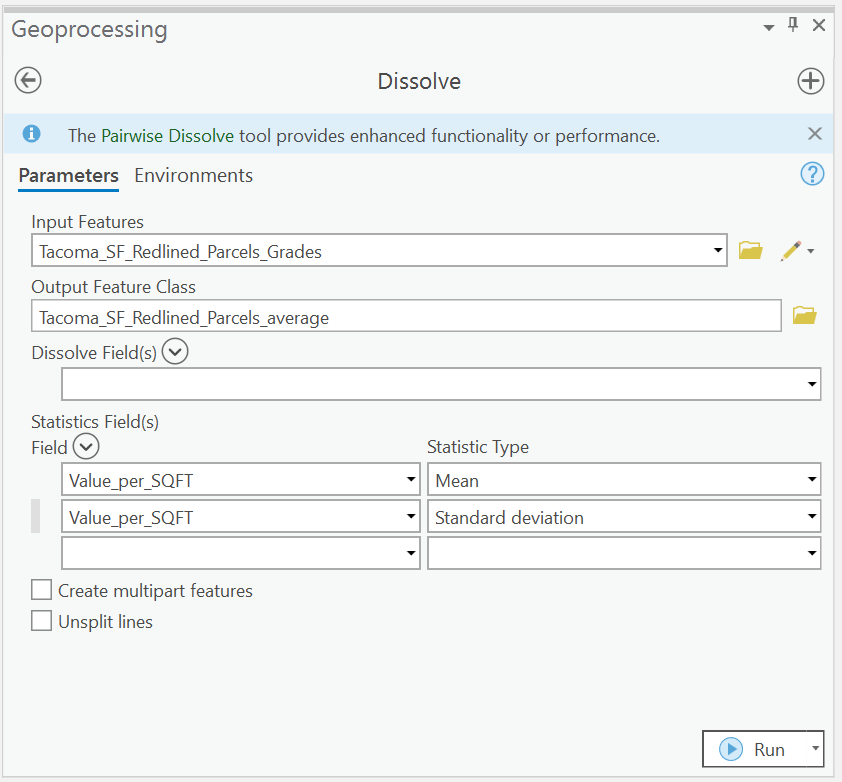 Geoprocessing
Dissolve
The Pairwise Dissolve tool provides enhanced functionality or performance.
Parameters Environments
Input Features
Tacoma_SF_Redlined_Parcels_Grades
Output Feature Class
Tacoma_SF_Redlined_Parcels_average
Dissolve Field(s)
Statistics Field(s)
Field Statistic Type
Value_per_SQFT Mean
Value_per_SQFT Standard deviation
Create multipart features
Unsplit lines
Run